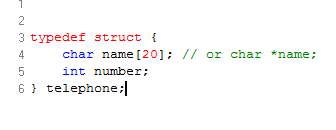 1
2
3 typedef struct {
4 char name[20]; // or char *name;
5 int number;
6 } telephone;